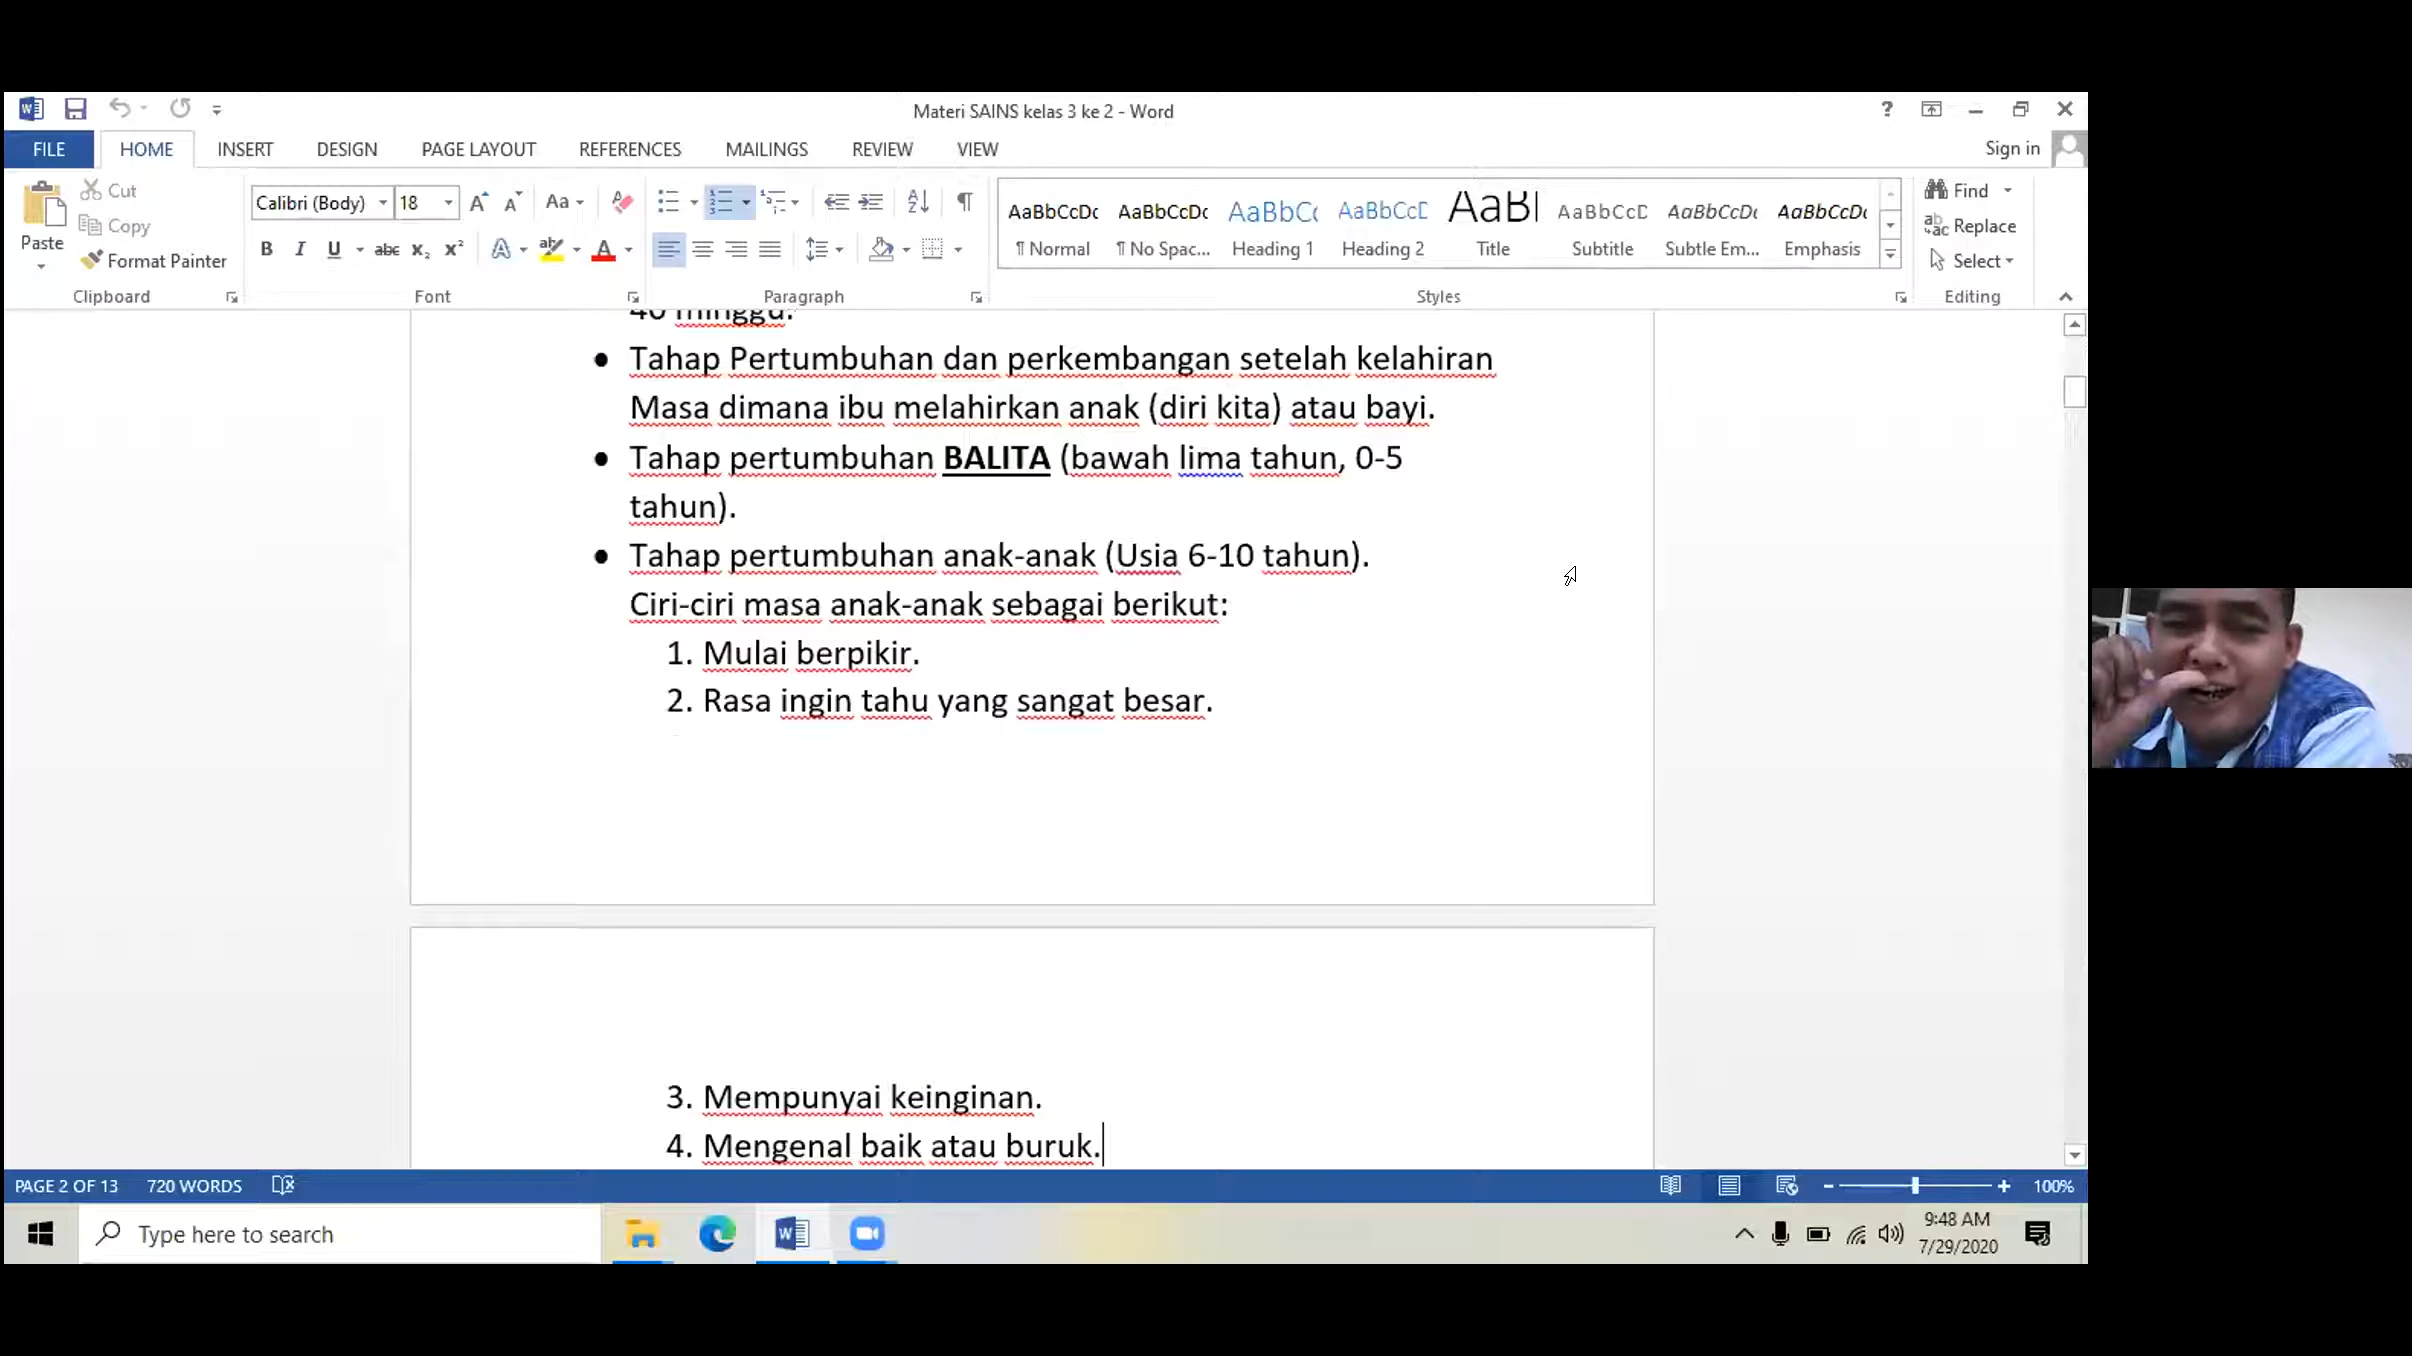 Materi SAINS kelas 3 ke 2 - Word
FILE HOME INSERT DESIGN PAGE LAYOUT REFERENCES MAILINGS REVIEW VIEW Sign in
Paste
Cut
Copy
Format Painter
Clipboard
Calibri (Body) 18
Font
Paragraph
AaBbCcDc AaBbCcDc AaBbCc AaBbCcD AaBl AaBbCcD AaBbCcDc AaBbCcDc
¶ Normal ¶ No Spac... Heading 1 Heading 2 Title Subtitle Subtle Em... Emphasis
Styles
Find
Replace
Select
Editing
40 minggu.
• Tahap Pertumbuhan dan perkembangan setelah kelahiran
Masa dimana ibu melahirkan anak (diri kita) atau bayi.
• Tahap pertumbuhan BALITA (bawah lima tahun, 0-5
tahun).
• Tahap pertumbuhan anak-anak (Usia 6-10 tahun).
Ciri-ciri masa anak-anak sebagai berikut:
1. Mulai berpikir.
2. Rasa ingin tahu yang sangat besar.
3. Mempunyai keinginan.
4. Mengenal baik atau buruk.
PAGE 2 OF 13 720 WORDS 100%
Type here to search
9:48 AM
7/29/2020